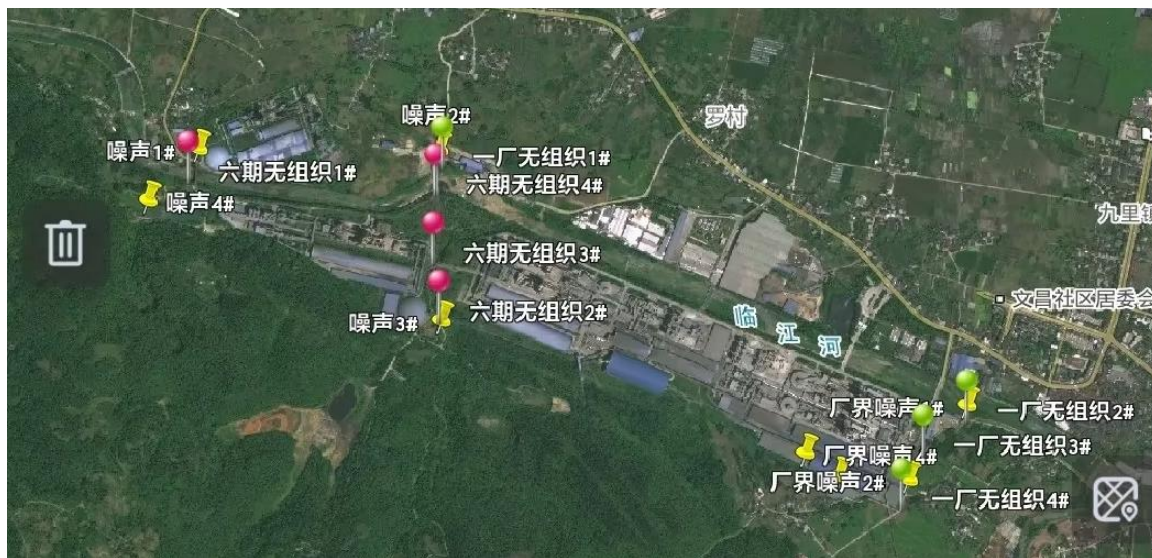 噪声2#
罗村
噪声1#
一厂无组织1#
六期无组织1#
六期无组织4#
噪声4#
九里镇
六期无组织3#
文昌社区居委会
六期无组织2#
噪声3#
临江河
厂界噪声1#
一厂无组织2#
一厂无组织3#
厂界噪声4#
厂界噪声2#
一厂无组织4#